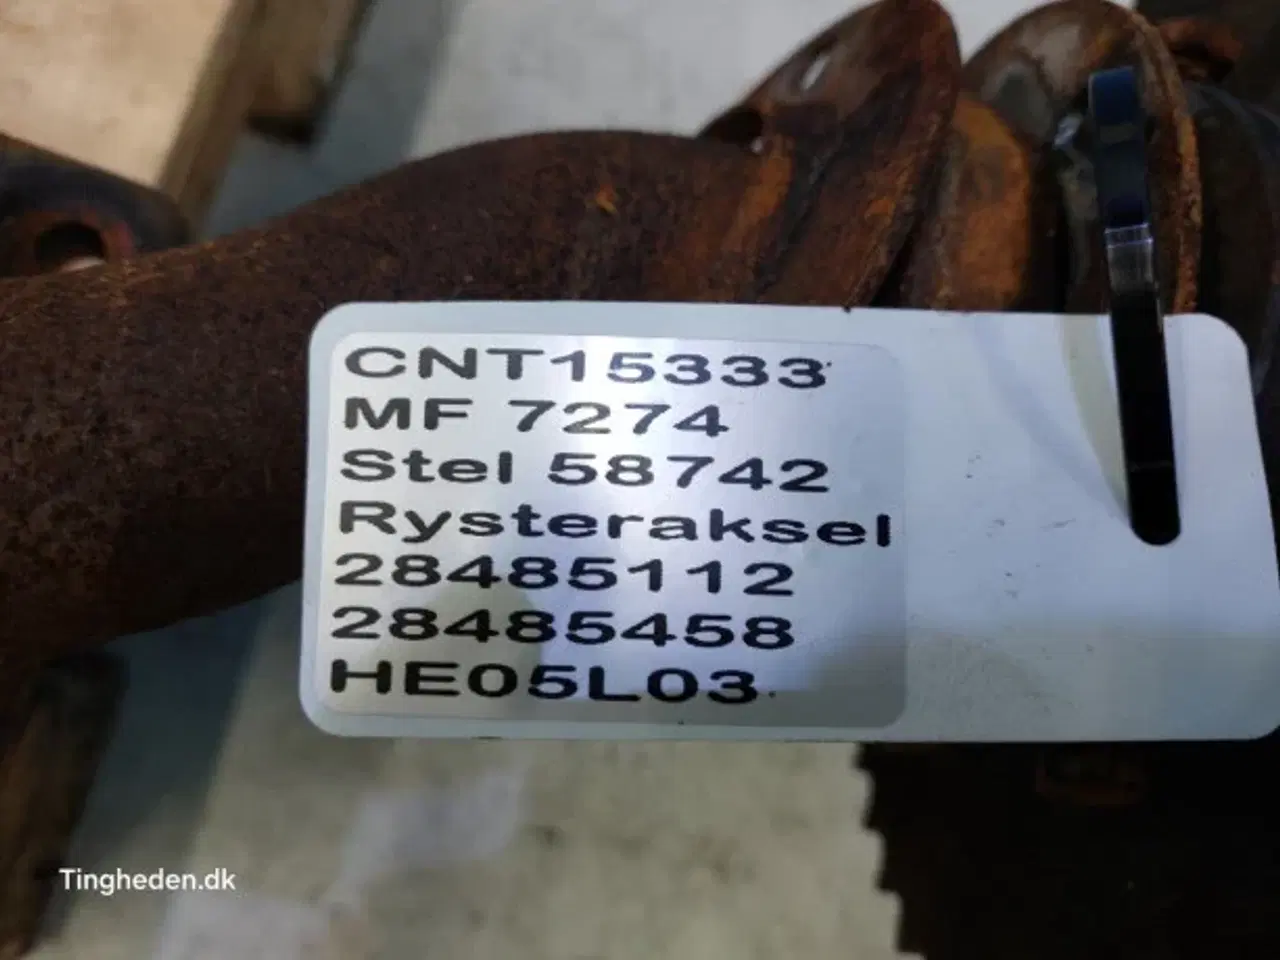 CNT15333
MF 7274
Stel 58742
Rysteraksel
28485112
28485458
HE05L03
Tingheden.dk